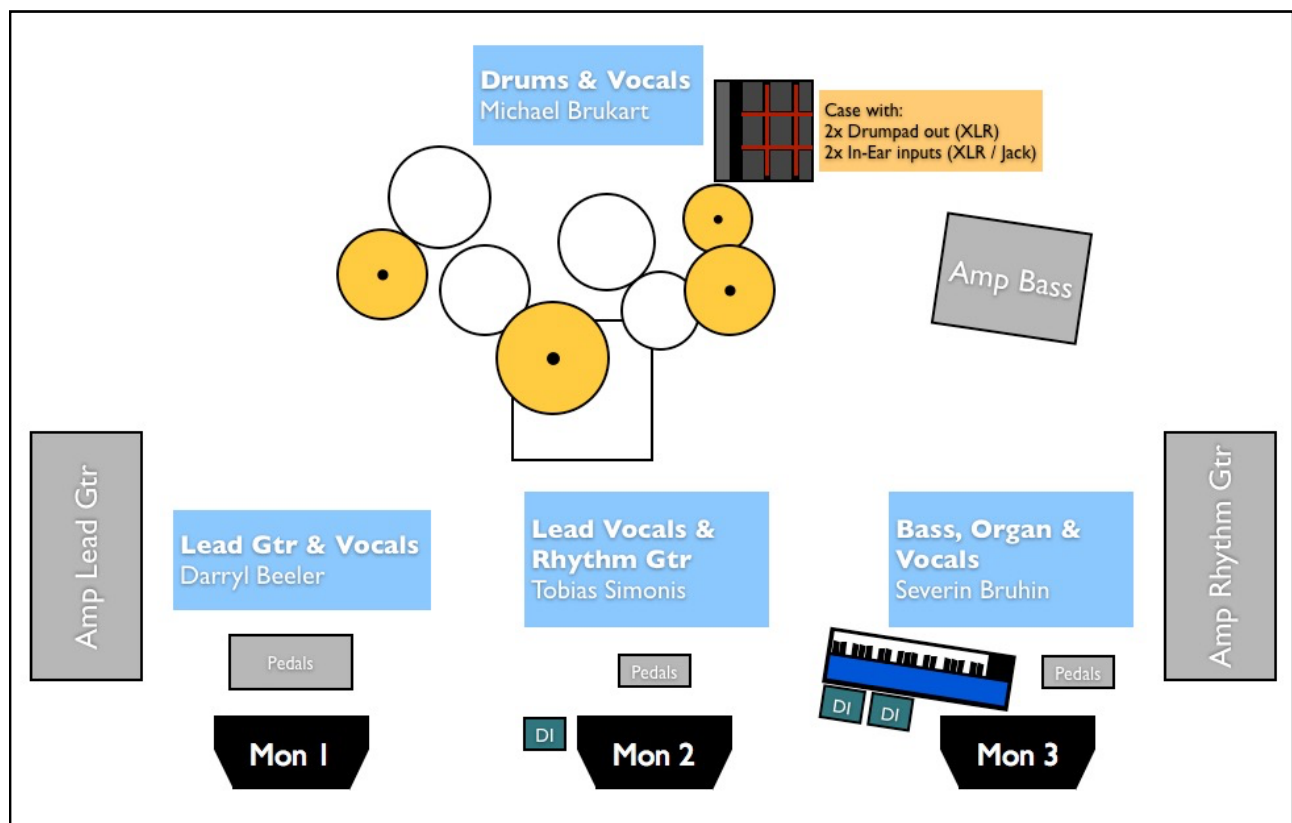 Drums & Vocals
Michael Brukart
Case with:
2x Drumpad out (XLR)
2x In-Ear inputs (XLR / Jack)
Amp Bass
Amp Lead Gtr
Lead Gtr & Vocals
Darryl Beeler
Lead Vocals &
Rhythm Gtr
Tobias Simonis
Bass, Organ &
Vocals
Severin Bruhin
Amp Rhythm Gtr
Pedals
Pedals
Pedals
DI
DI
DI
Mon 1
Mon 2
Mon 3